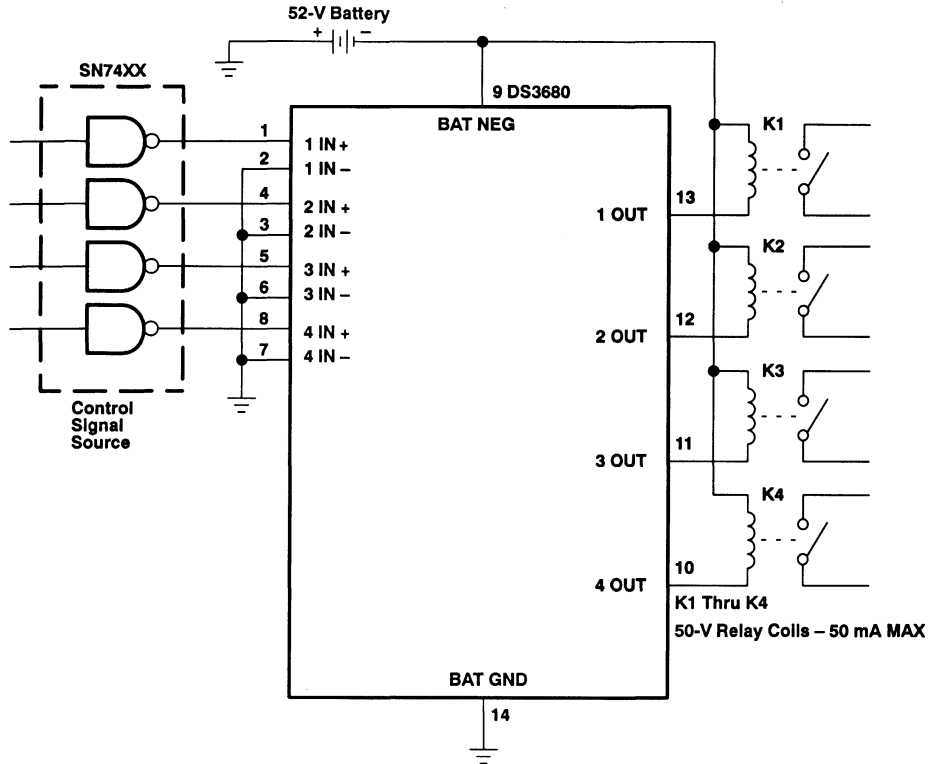 52-V Battery
+ −
SN74XX
9 DS3680
BAT NEG
K1
1
1 IN +
2
1 IN −
4
2 IN +
3
2 IN −
5
3 IN +
6
3 IN −
8
4 IN +
7
4 IN −
13
1 OUT
K2
12
2 OUT
K3
11
3 OUT
K4
10
4 OUT
Control
Signal
Source
K1 Thru K4
50-V Relay Coils – 50 mA MAX
BAT GND
14